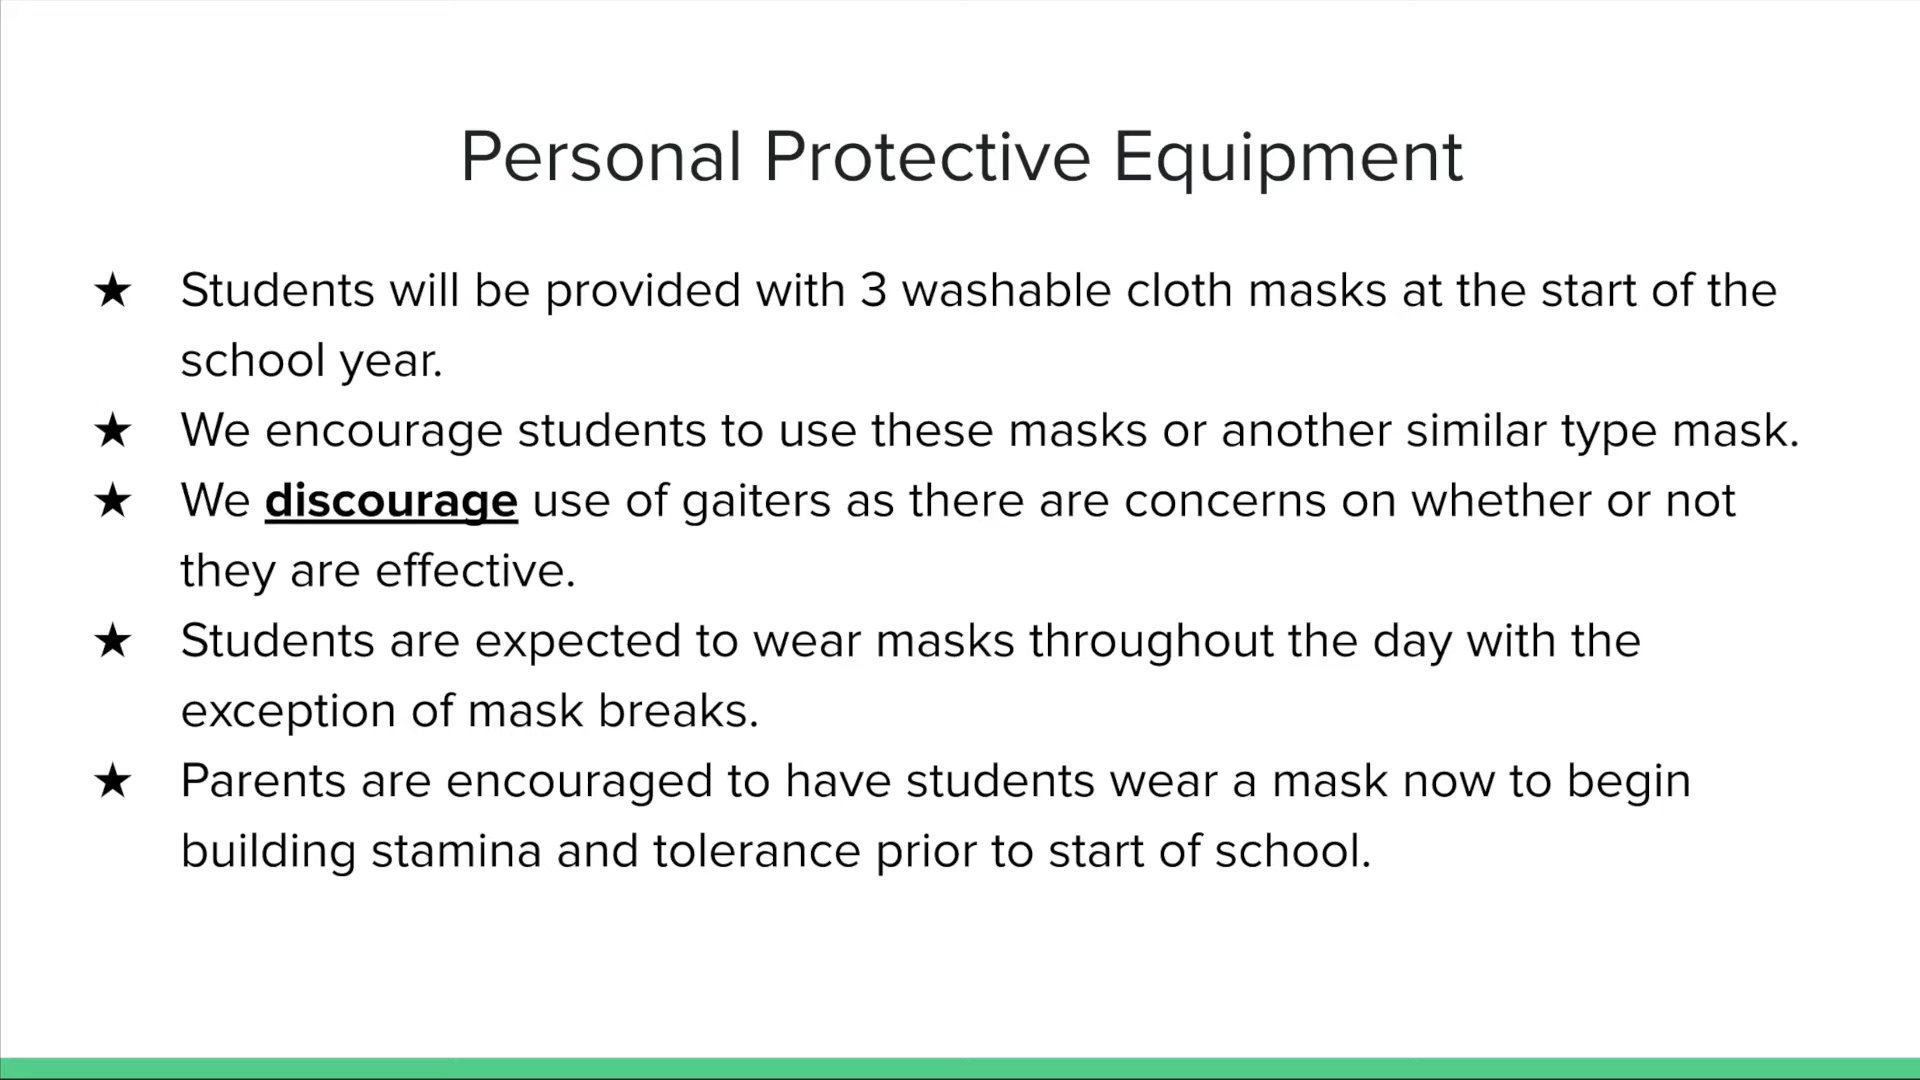 Personal Protective Equipment
★ Students will be provided with 3 washable cloth masks at the start of the
school year.
★ We encourage students to use these masks or another similar type mask.
★ We discourage use of gaiters as there are concerns on whether or not
they are effective.
★ Students are expected to wear masks throughout the day with the
exception of mask breaks.
★ Parents are encouraged to have students wear a mask now to begin
building stamina and tolerance prior to start of school.